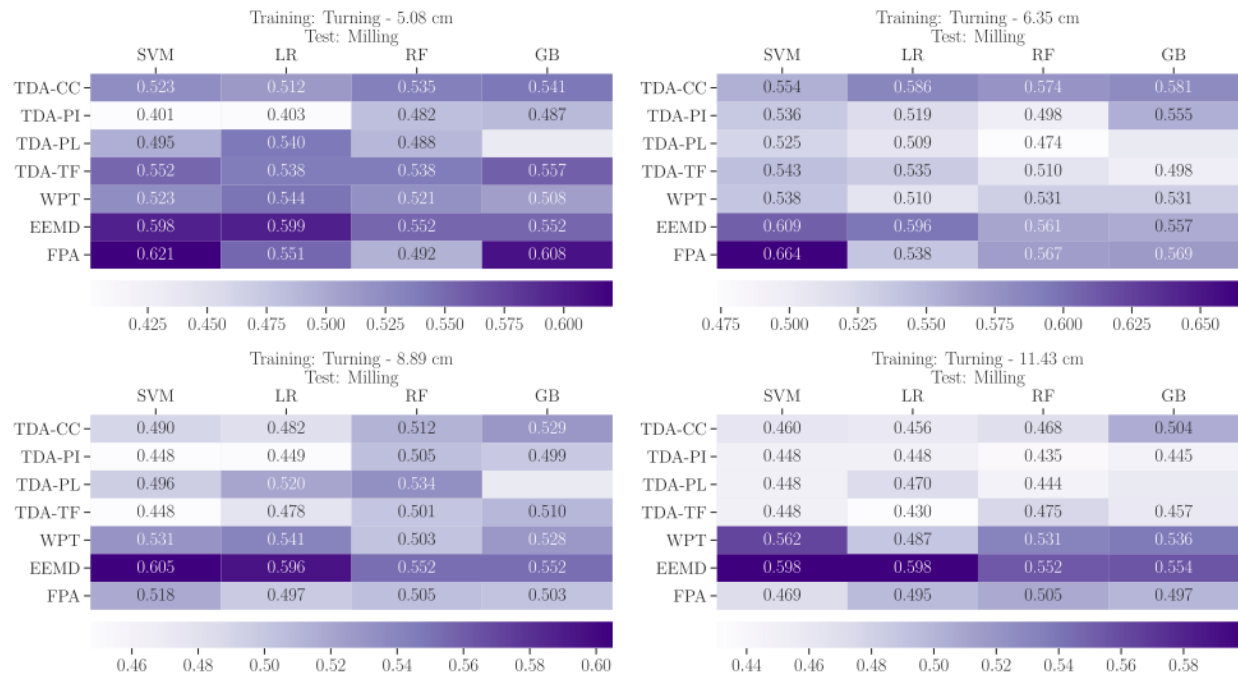 Training: Turning - 5.08 cm
Test: Milling
SVM LR RF GB
TDA-CC 0.523 0.512 0.535 0.541
TDA-PI 0.401 0.403 0.482 0.487
TDA-PL 0.495 0.540 0.488
TDA-TF 0.552 0.538 0.538 0.557
WPT 0.523 0.544 0.521 0.508
EEMD 0.598 0.599 0.552 0.552
FPA 0.621 0.551 0.492 0.608
0.425 0.450 0.475 0.500 0.525 0.550 0.575 0.600
Training: Turning - 6.35 cm
Test: Milling
SVM LR RF GB
TDA-CC 0.554 0.586 0.574 0.581
TDA-PI 0.536 0.519 0.498 0.555
TDA-PL 0.525 0.509 0.474
TDA-TF 0.543 0.535 0.510 0.498
WPT 0.538 0.510 0.531 0.531
EEMD 0.609 0.596 0.561 0.557
FPA 0.664 0.538 0.567 0.569
0.475 0.500 0.525 0.550 0.575 0.600 0.625 0.650
Training: Turning - 8.89 cm
Test: Milling
SVM LR RF GB
TDA-CC 0.490 0.482 0.512 0.529
TDA-PI 0.448 0.449 0.505 0.499
TDA-PL 0.496 0.520 0.534
TDA-TF 0.448 0.478 0.501 0.510
WPT 0.531 0.541 0.503 0.528
EEMD 0.605 0.596 0.552 0.552
FPA 0.518 0.497 0.505 0.503
0.46 0.48 0.50 0.52 0.54 0.56 0.58 0.60
Training: Turning - 11.43 cm
Test: Milling
SVM LR RF GB
TDA-CC 0.460 0.456 0.468 0.504
TDA-PI 0.448 0.448 0.435 0.445
TDA-PL 0.448 0.470 0.444
TDA-TF 0.448 0.430 0.475 0.457
WPT 0.562 0.487 0.531 0.536
EEMD 0.598 0.598 0.552 0.554
FPA 0.469 0.495 0.505 0.497
0.44 0.46 0.48 0.50 0.52 0.54 0.56 0.58